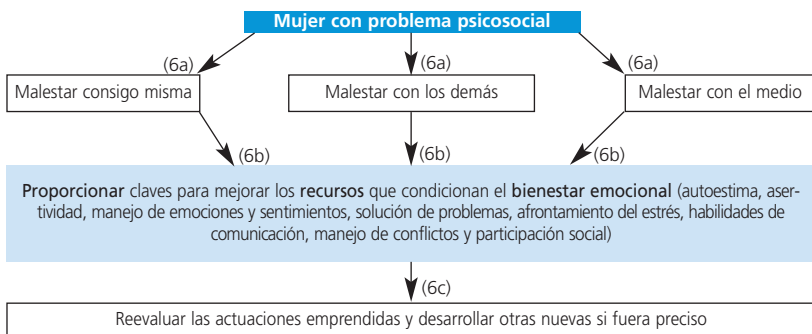 Mujer con problema psicosocial
(6a) (6a) (6a)
Malestar consigo misma Malestar con los demás Malestar con el medio
(6b) (6b) (6b)
Proporcionar claves para mejorar los recursos que condicionan el bienestar emocional (autoestima, aser-
tividad, manejo de emociones y sentimientos, solución de problemas, afrontamiento del estrés, habilidades de
comunicación, manejo de conflictos y participación social)
(6c)
Reevaluar las actuaciones emprendidas y desarrollar otras nuevas si fuera preciso